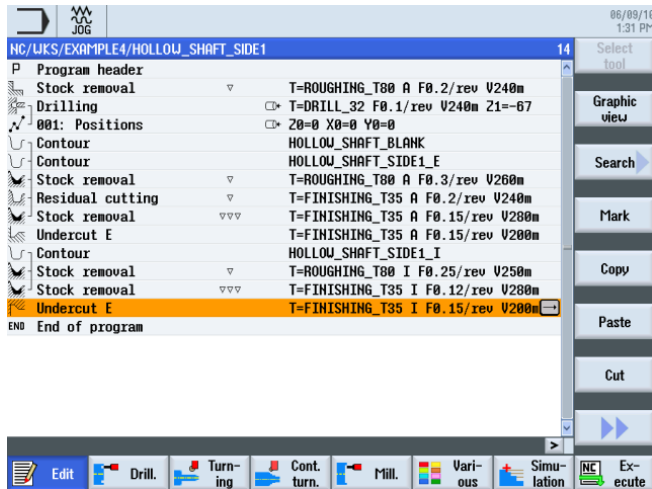 JOG
06/09/16
1:31 PM
NC/WKS/EXAMPLE4/HOLLOW_SHAFT_SIDE1 14
P Program header
Stock removal ▽ T=ROUGHING_T80 A F0.2/rev V240m
Drilling T=DRILL_32 F0.1/rev V240m Z1=-67
001: Positions Z0=0 X0=0 Y0=0
Contour HOLLOW_SHAFT_BLANK
Contour HOLLOW_SHAFT_SIDE1_E
Stock removal ▽ T=ROUGHING_T80 A F0.3/rev V260m
Residual cutting ▽ T=FINISHING_T35 A F0.2/rev V240m
Stock removal ▽▽▽ T=FINISHING_T35 A F0.15/rev V280m
Undercut E T=FINISHING_T35 A F0.15/rev V200m
Contour HOLLOW_SHAFT_SIDE1_I
Stock removal ▽ T=ROUGHING_T80 I F0.25/rev V250m
Stock removal ▽▽▽ T=FINISHING_T35 I F0.12/rev V280m
Undercut E T=FINISHING_T35 I F0.15/rev V200m
END End of program
Select
tool
Graphic
view
Search
Mark
Copy
Paste
Cut
Edit
Drill.
Turn-
ing
Cont.
turn.
Mill.
Vari-
ous
Simu-
lation
NC Ex-
ecute